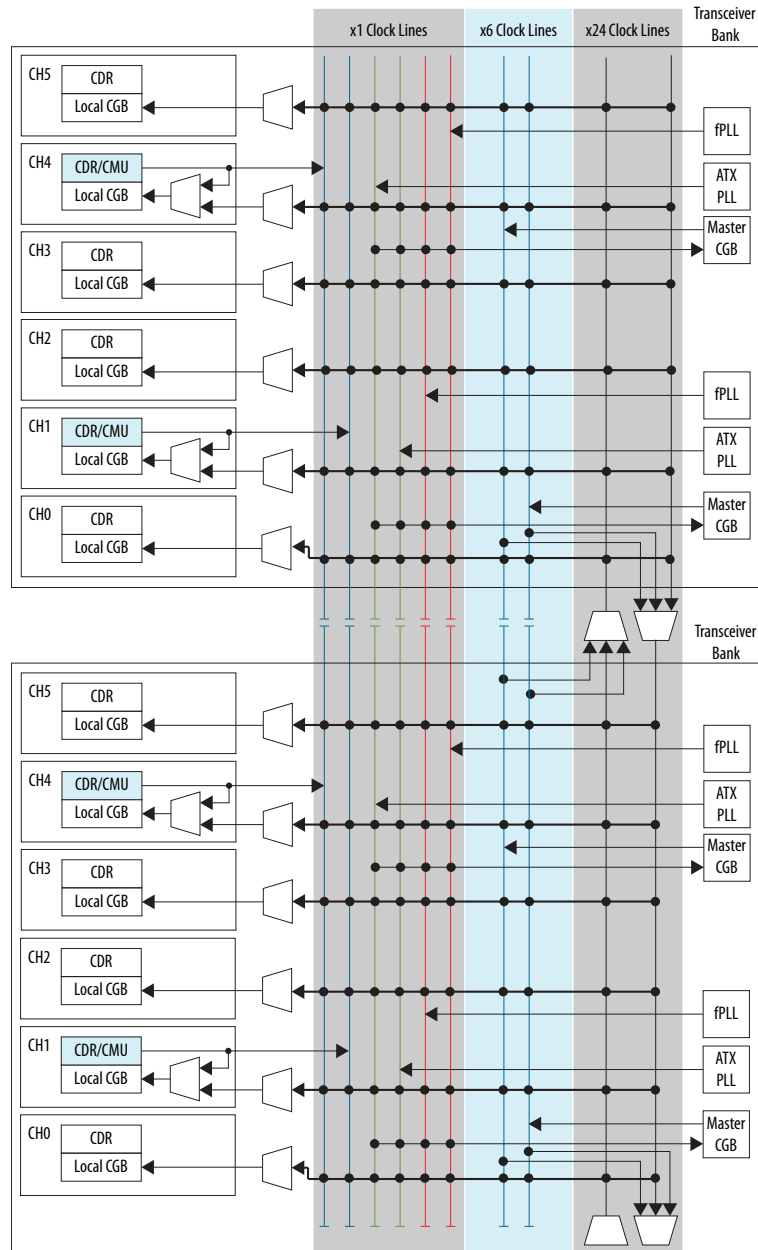 x1 Clock Lines
x6 Clock Lines
x24 Clock Lines
Transceiver
Bank
CH5
CDR
Local CGB
fPLL
CH4
CDR/CMU
Local CGB
ATX
PLL
Master
CGB
CH3
CDR
Local CGB
CH2
CDR
Local CGB
fPLL
CH1
CDR/CMU
Local CGB
ATX
PLL
Master
CGB
CH0
CDR
Local CGB
Transceiver
Bank
CH5
CDR
Local CGB
fPLL
CH4
CDR/CMU
Local CGB
ATX
PLL
Master
CGB
CH3
CDR
Local CGB
CH2
CDR
Local CGB
fPLL
CH1
CDR/CMU
Local CGB
ATX
PLL
Master
CGB
CH0
CDR
Local CGB